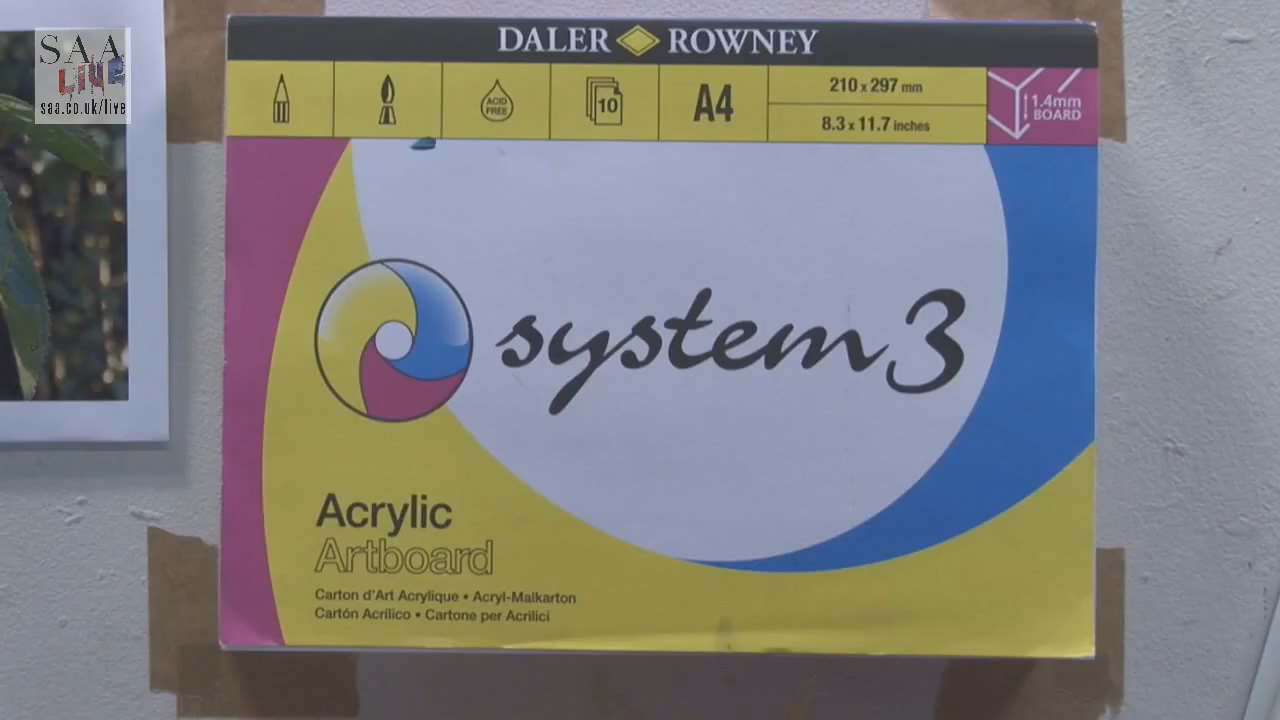 SAA
LIVE
saa.co.uk/live
DALER ROWNEY
ACID
FREE
10
A4
210 x 297 mm
8.3 x 11.7 inches
1.4mm
BOARD
system3
Acrylic
Artboard
Carton d'Art Acrylique • Acryl-Malkarton
Cartón Acrílico • Cartone per Acrilici